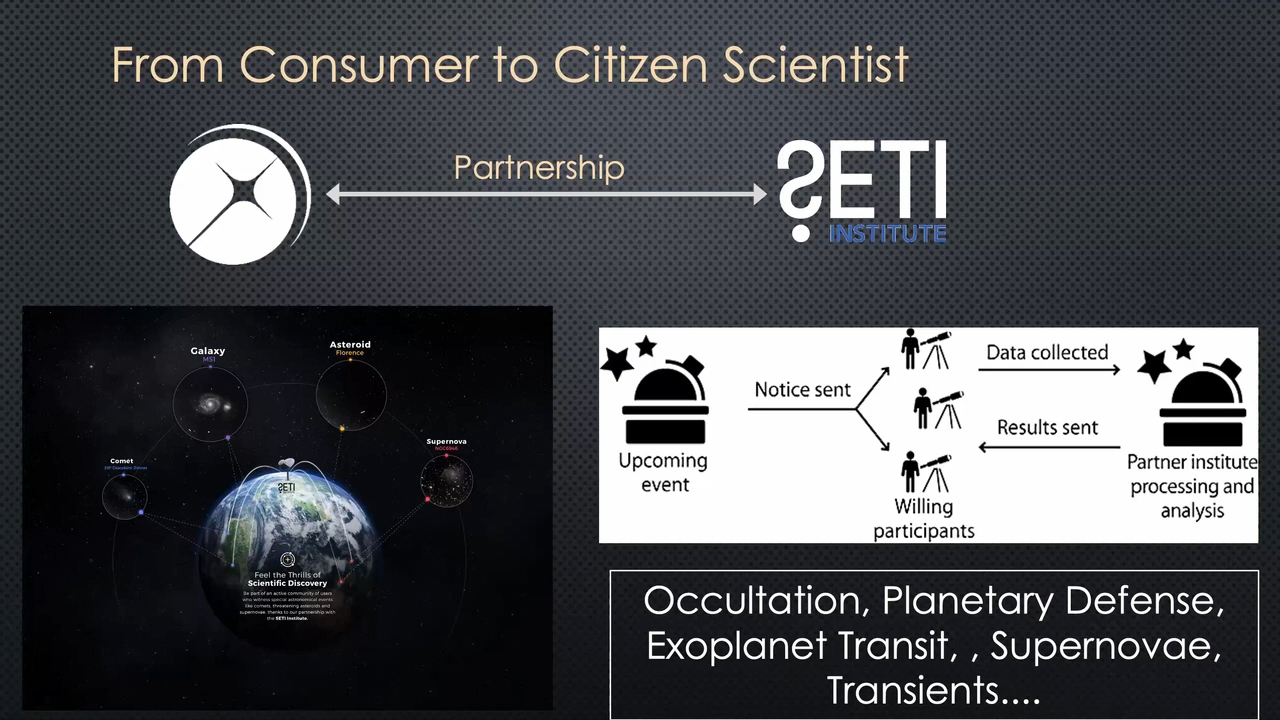 From Consumer to Citizen Scientist
Partnership
SETI
INSTITUTE
Galaxy
M51
Asteroid
Florence
Supernova
NGC6946
Comet
SETI
Feel the Thrills of
Scientific Discovery
Be part of an active community of users
who witness special astronomical events
like comets, threatening asteroids and
supernovae, thanks to our partnership with
the SETI Institute.
Notice sent
Data collected
Results sent
Upcoming
event
Willing
participants
Partner institute
processing and
analysis
Occultation, Planetary Defense,
Exoplanet Transit, , Supernovae,
Transients....